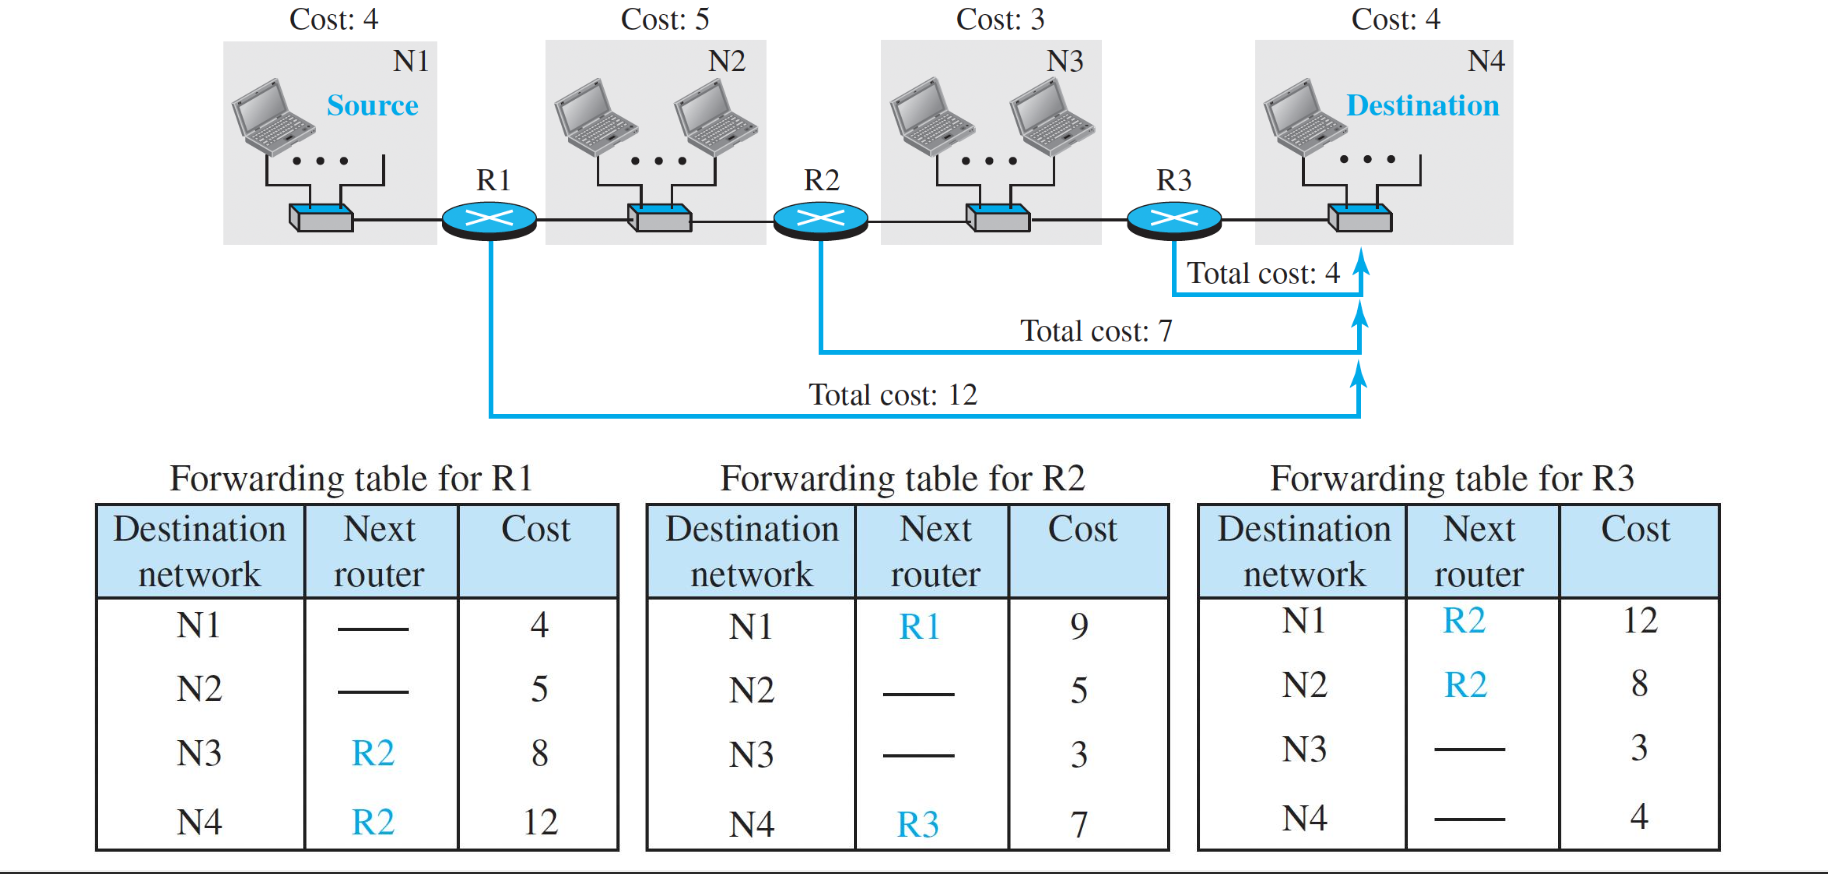 Cost: 4 Cost: 5 Cost: 3 Cost: 4
N1 N2 N3 N4
Source Destination
R1 R2 R3
Total cost: 4
Total cost: 7
Total cost: 12
Forwarding table for R1
Destination network Next router Cost
N1 — 4
N2 — 5
N3 R2 8
N4 R2 12
Forwarding table for R2
Destination network Next router Cost
N1 R1 9
N2 — 5
N3 — 3
N4 R3 7
Forwarding table for R3
Destination network Next router Cost
N1 R2 12
N2 R2 8
N3 — 3
N4 — 4